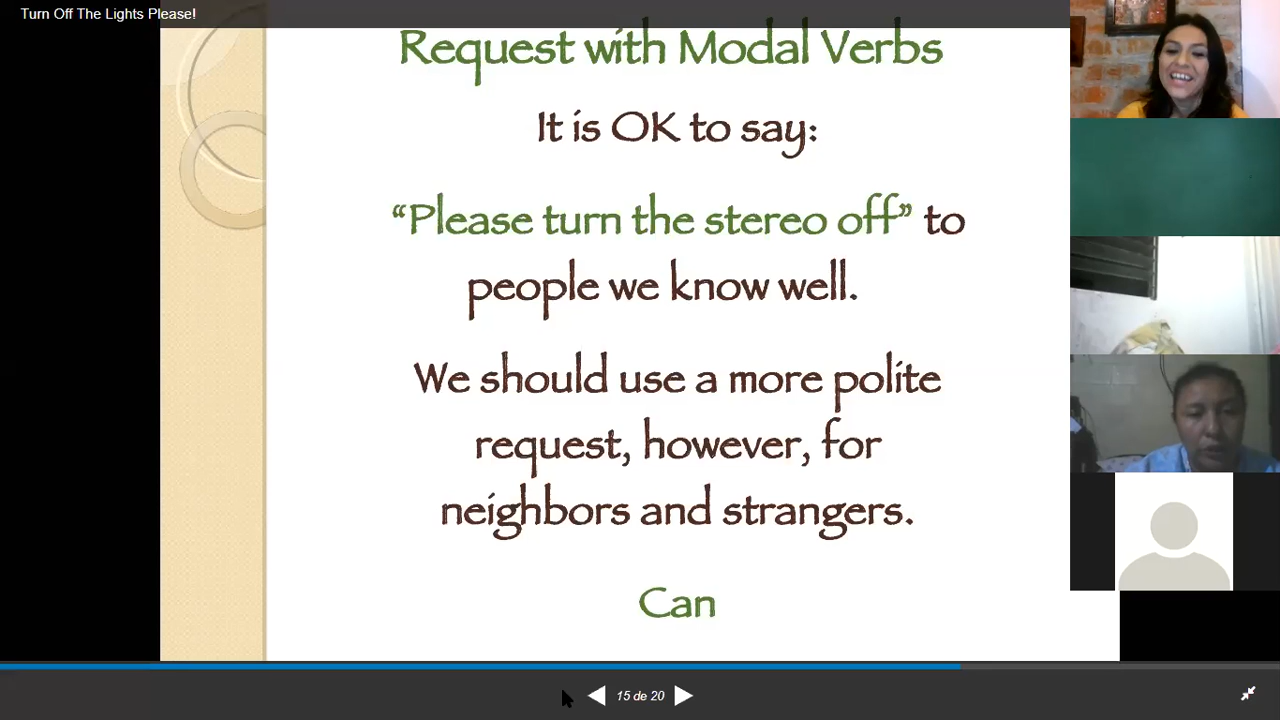 Turn Off The Lights Please!
Request with Modal Verbs
It is OK to say:
“Please turn the stereo off” to
people we know well.
We should use a more polite
request, however, for
neighbors and strangers.
Can
15 de 20